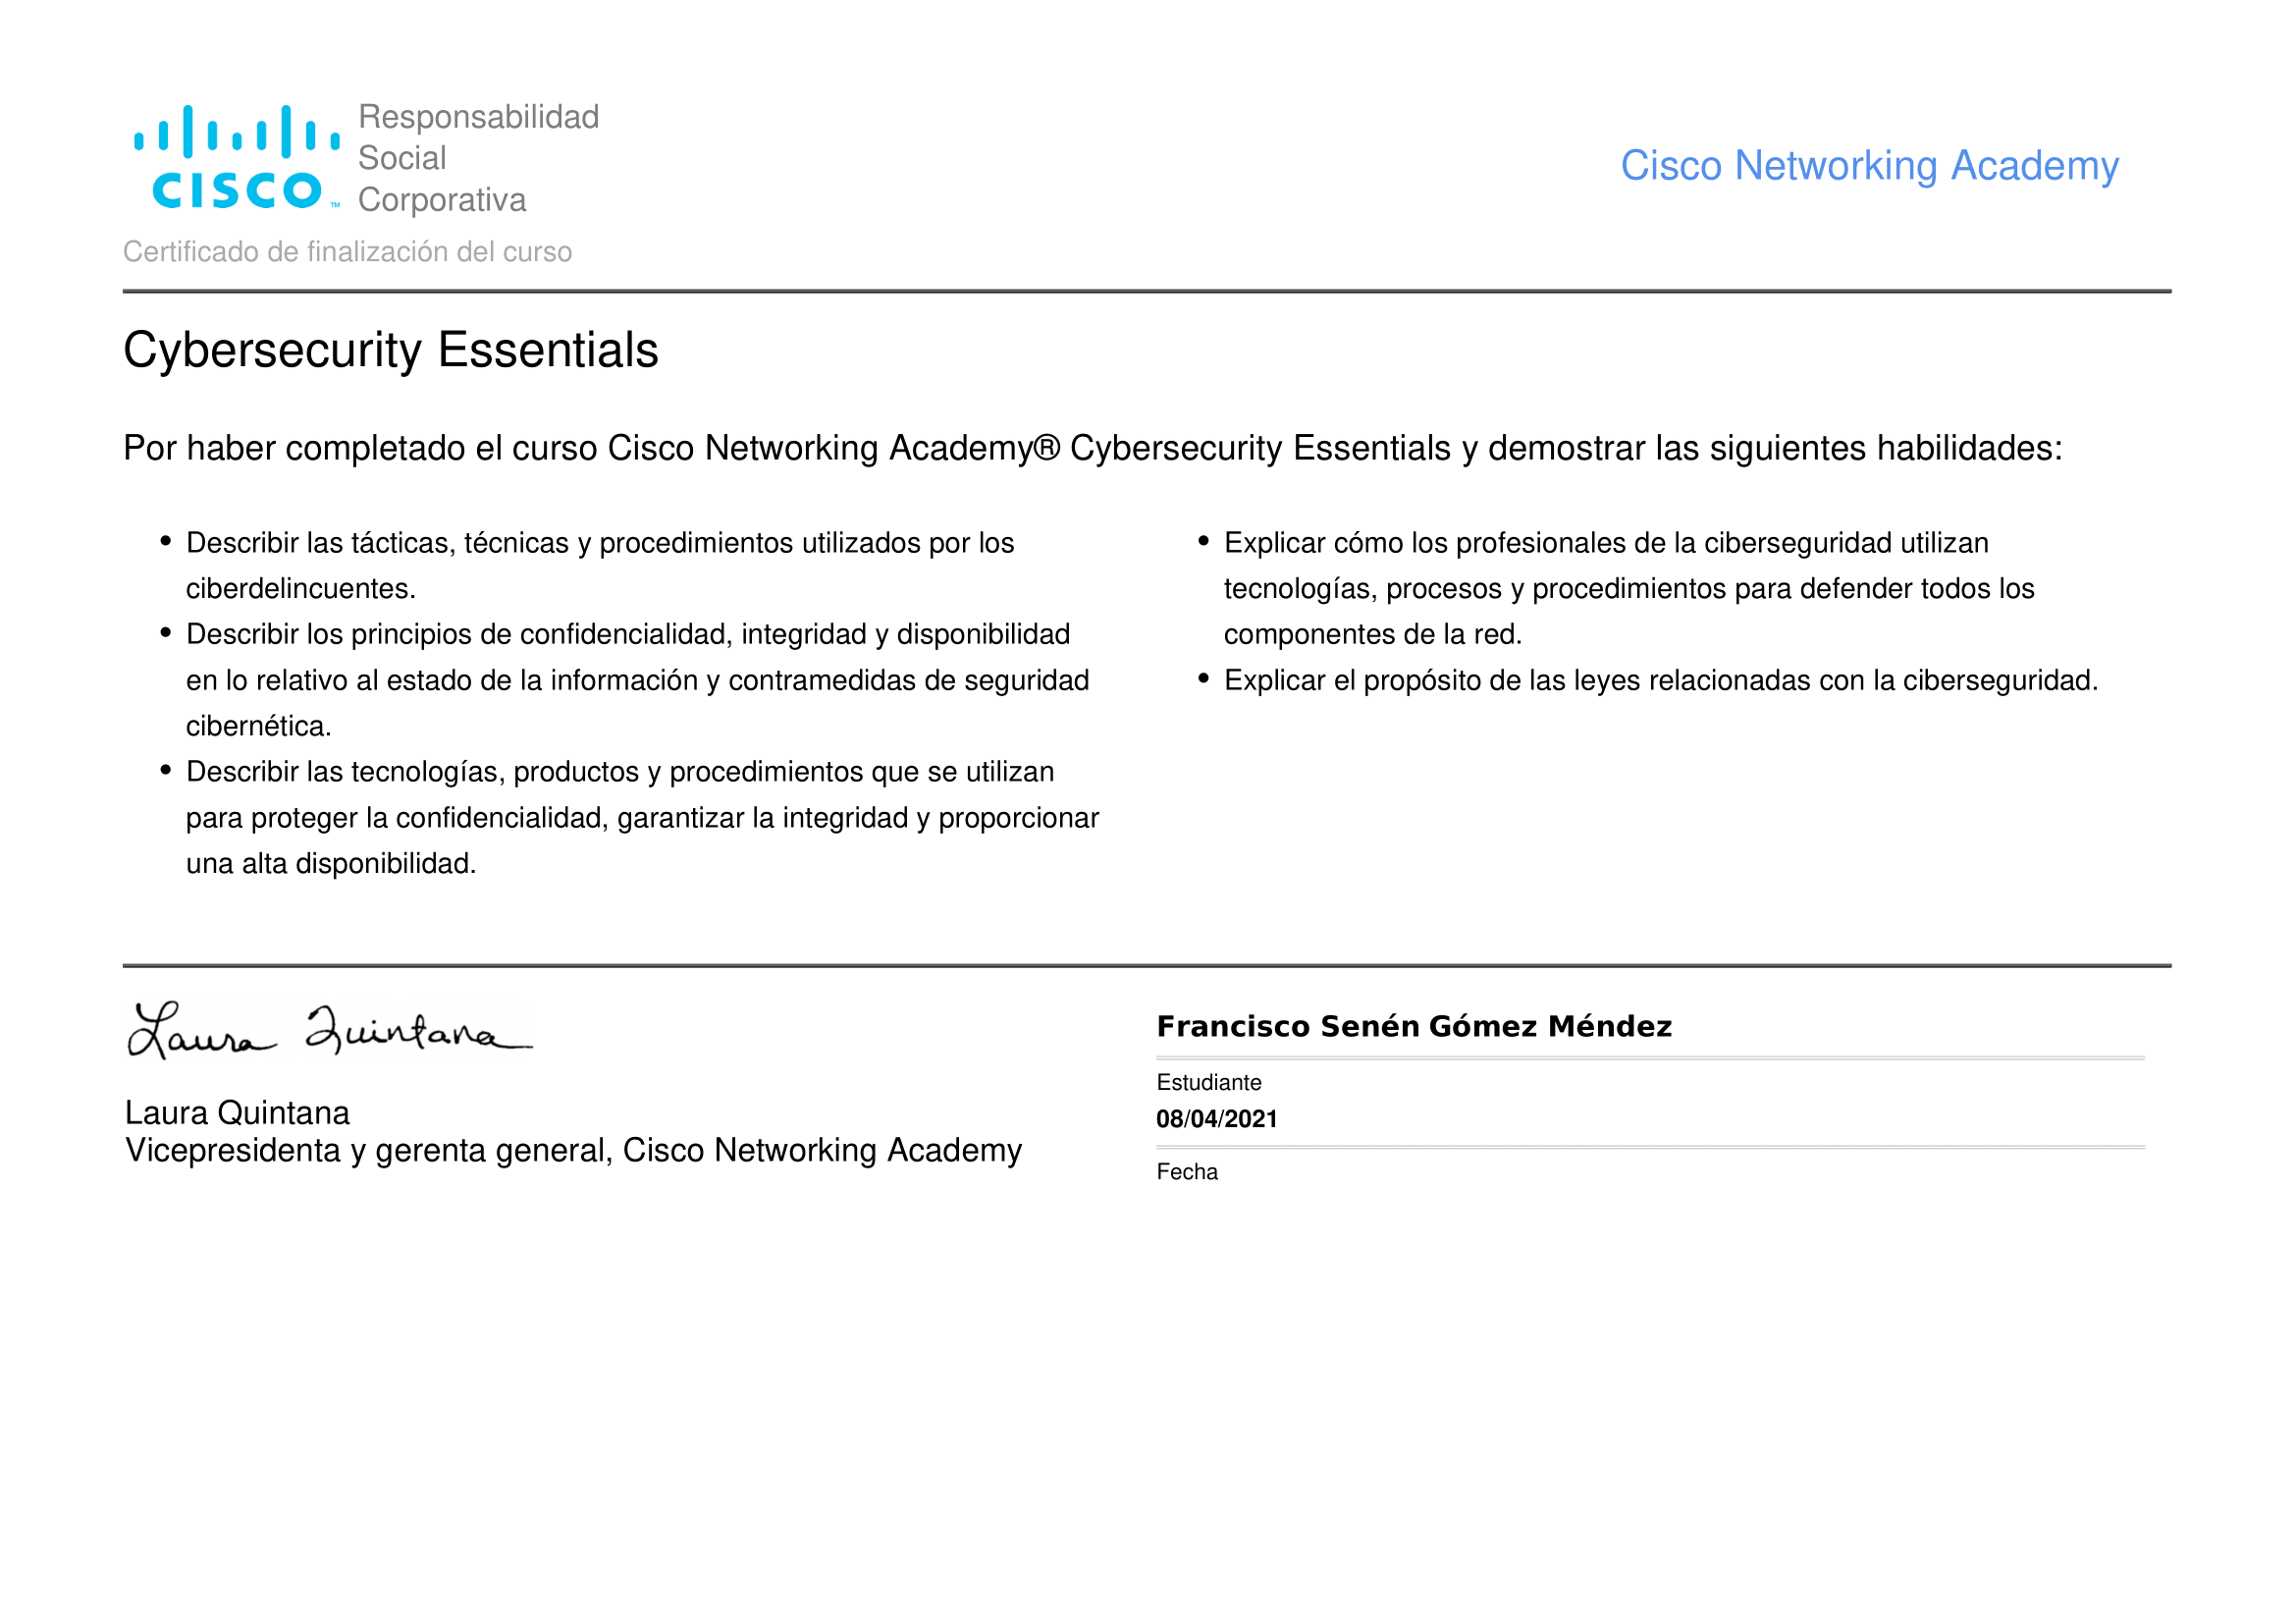 Responsabilidad
Social
Corporativa
CISCO™
Cisco Networking Academy
Certificado de finalización del curso
Cybersecurity Essentials
Por haber completado el curso Cisco Networking Academy® Cybersecurity Essentials y demostrar las siguientes habilidades:
• Describir las tácticas, técnicas y procedimientos utilizados por los
ciberdelincuentes.
• Describir los principios de confidencialidad, integridad y disponibilidad
en lo relativo al estado de la información y contramedidas de seguridad
cibernética.
• Describir las tecnologías, productos y procedimientos que se utilizan
para proteger la confidencialidad, garantizar la integridad y proporcionar
una alta disponibilidad.
• Explicar cómo los profesionales de la ciberseguridad utilizan
tecnologías, procesos y procedimientos para defender todos los
componentes de la red.
• Explicar el propósito de las leyes relacionadas con la ciberseguridad.
Laura Quintana
Laura Quintana
Vicepresidenta y gerenta general, Cisco Networking Academy
Francisco Senén Gómez Méndez
Estudiante
08/04/2021
Fecha